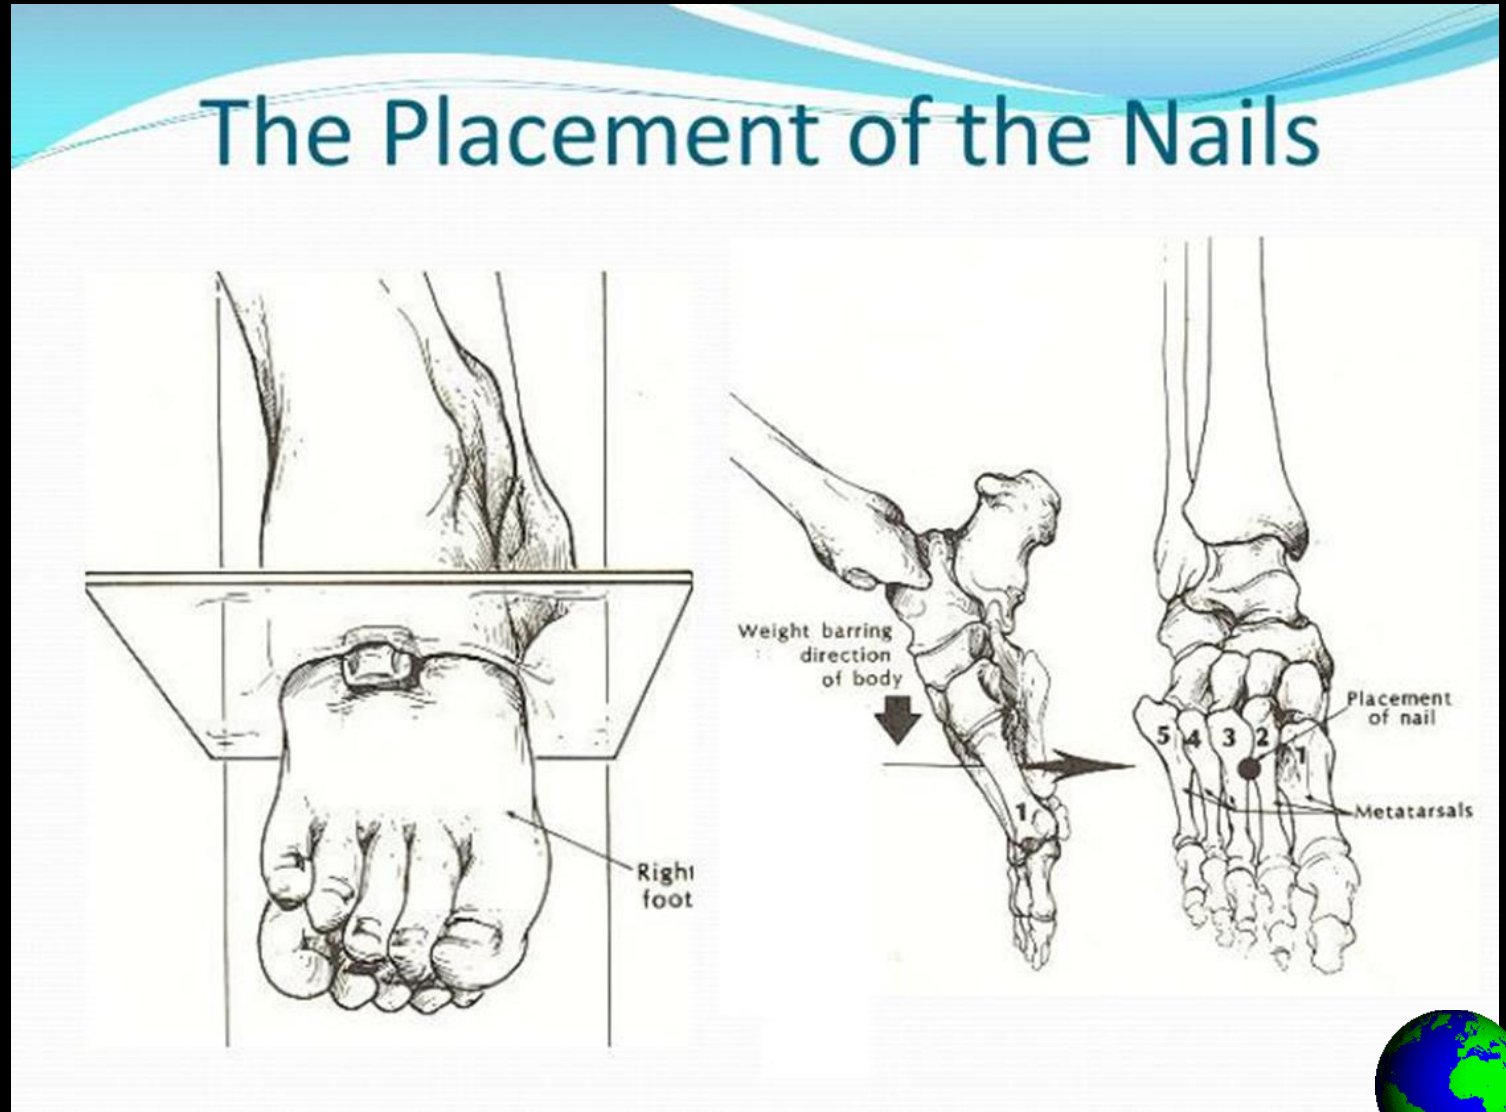 The Placement of the Nails
Right
foot
Weight barring
direction
of body
Placement
of nail
5 4 3 2 1
Metatarsals
1